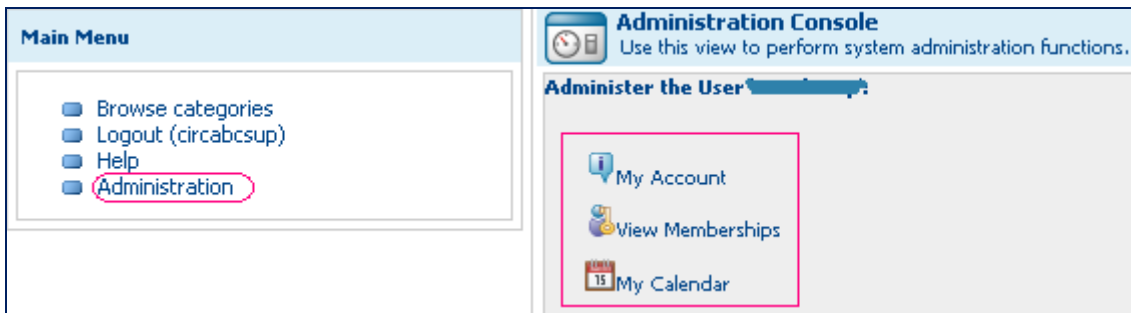 Main Menu
Browse categories
Logout (circabcsup)
Help
Administration
Administration Console
Use this view to perform system administration functions.
Administer the User :
My Account
View Memberships
15
My Calendar